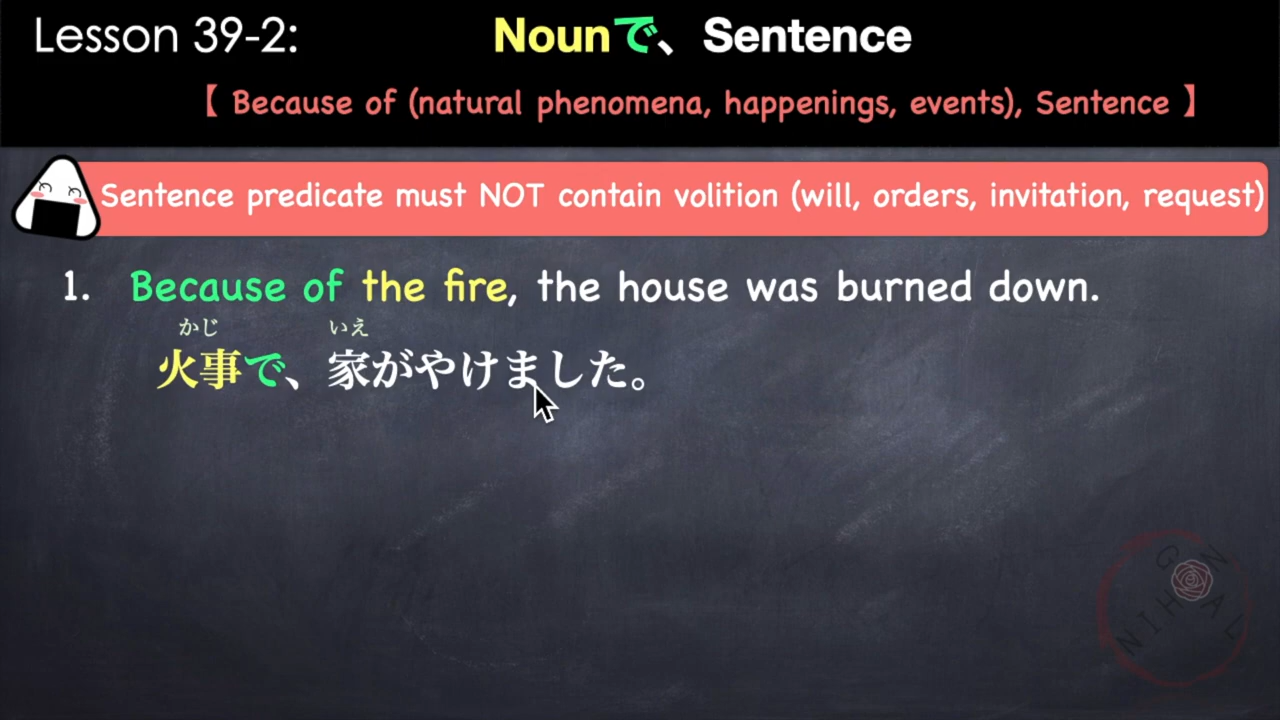 Lesson 39-2:
Nounで、Sentence
【 Because of (natural phenomena, happenings, events), Sentence 】
Sentence predicate must NOT contain volition (will, orders, invitation, request)
1. Because of the fire, the house was burned down.
かじ いえ
火事で、家がやけました。
NIHONGOAL